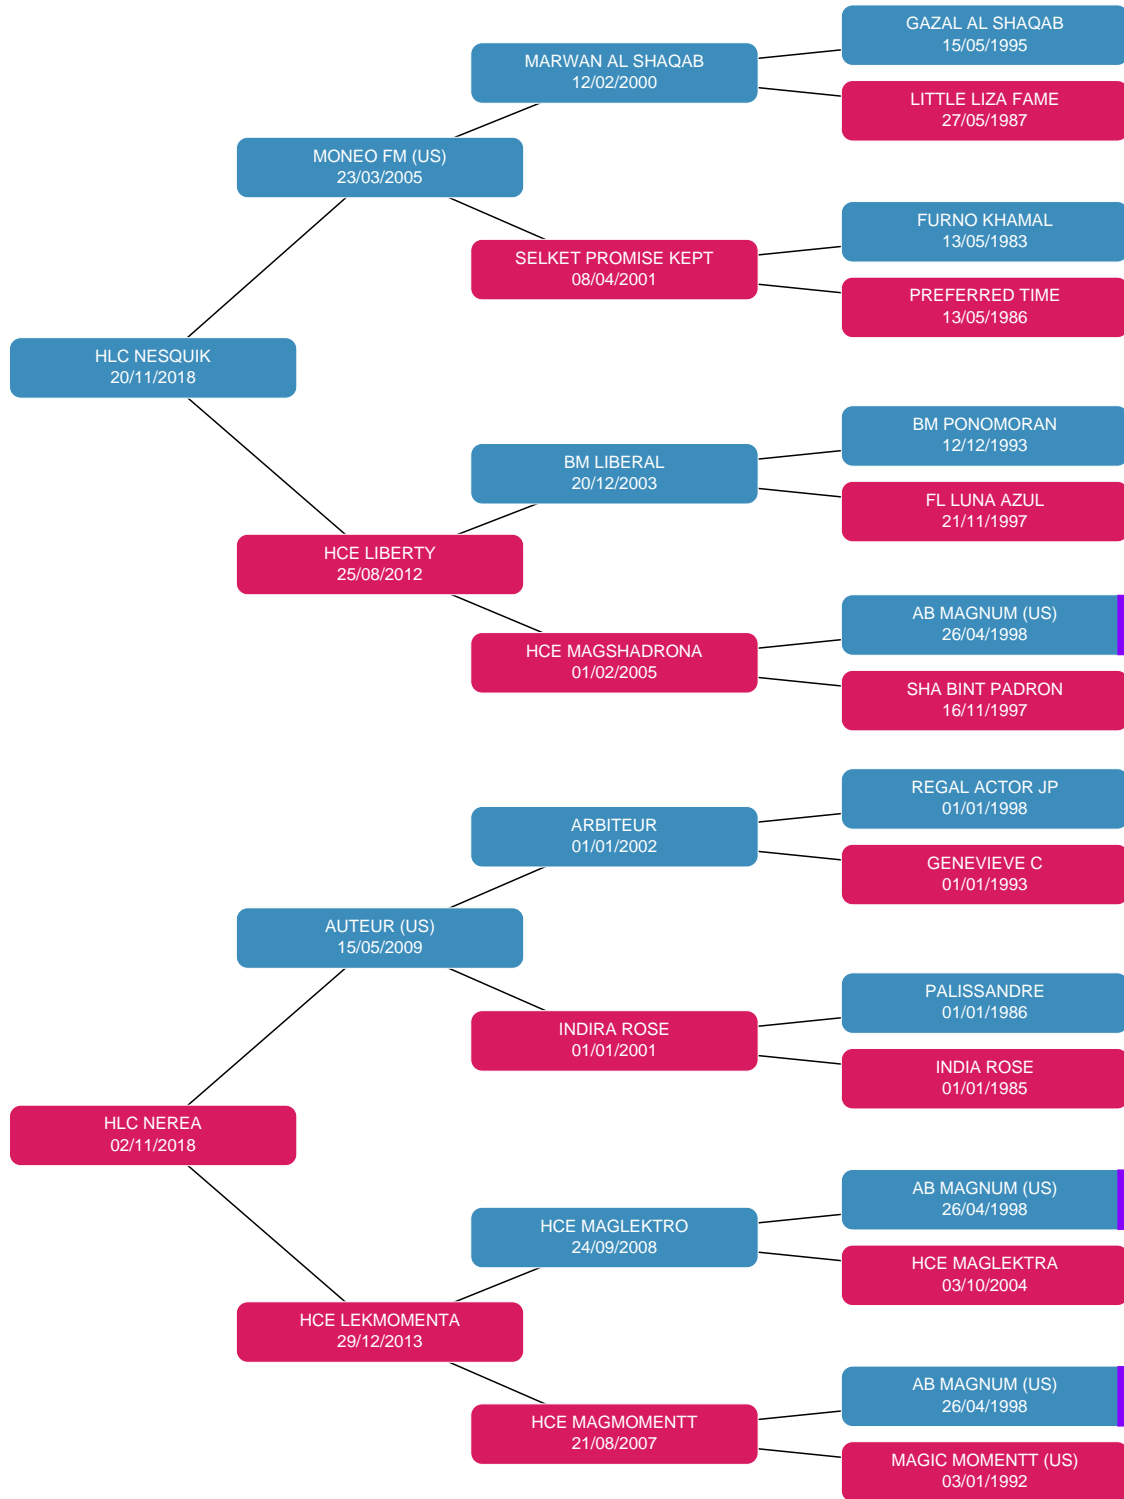 GAZAL AL SHAQAB
15/05/1995
MARWAN AL SHAQAB
12/02/2000
LITTLE LIZA FAME
27/05/1987
MONEO FM (US)
23/03/2005
FURNO KHAMAL
13/05/1983
SELKET PROMISE KEPT
08/04/2001
PREFERRED TIME
13/05/1986
HLC NESQUIK
20/11/2018
BM PONOMORAN
12/12/1993
BM LIBERAL
20/12/2003
FL LUNA AZUL
21/11/1997
HCE LIBERTY
25/08/2012
AB MAGNUM (US)
26/04/1998
HCE MAGSHADRONA
01/02/2005
SHA BINT PADRON
16/11/1997
REGAL ACTOR JP
01/01/1998
ARBITEUR
01/01/2002
GENEVIEVE C
01/01/1993
AUTEUR (US)
15/05/2009
PALISSANDRE
01/01/1986
INDIRA ROSE
01/01/2001
INDIA ROSE
01/01/1985
HLC NEREA
02/11/2018
AB MAGNUM (US)
26/04/1998
HCE MAGLEKTRO
24/09/2008
HCE MAGLEKTRA
03/10/2004
HCE LEKMOMENTA
29/12/2013
AB MAGNUM (US)
26/04/1998
HCE MAGMOMENTT
21/08/2007
MAGIC MOMENTT (US)
03/01/1992